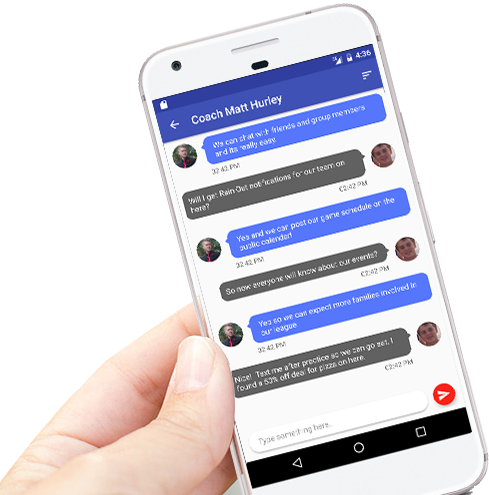 4:36
Coach Matt Hurley
We can chat with friends and group members
and its really easy.
02:42 PM
Will I get Rain Out notifications for our team on
here?
02:42 PM
Yes and we can post our game schedule on the
public calendar!
02:42 PM
So now everyone will know about our events?
02:42 PM
Yes so we can expect more families involved in
our league.
02:42 PM
Nice! Text me after practice so we can go eat. I
found a 50% off deal for pizza on here.
02:42 PM
Type something here..